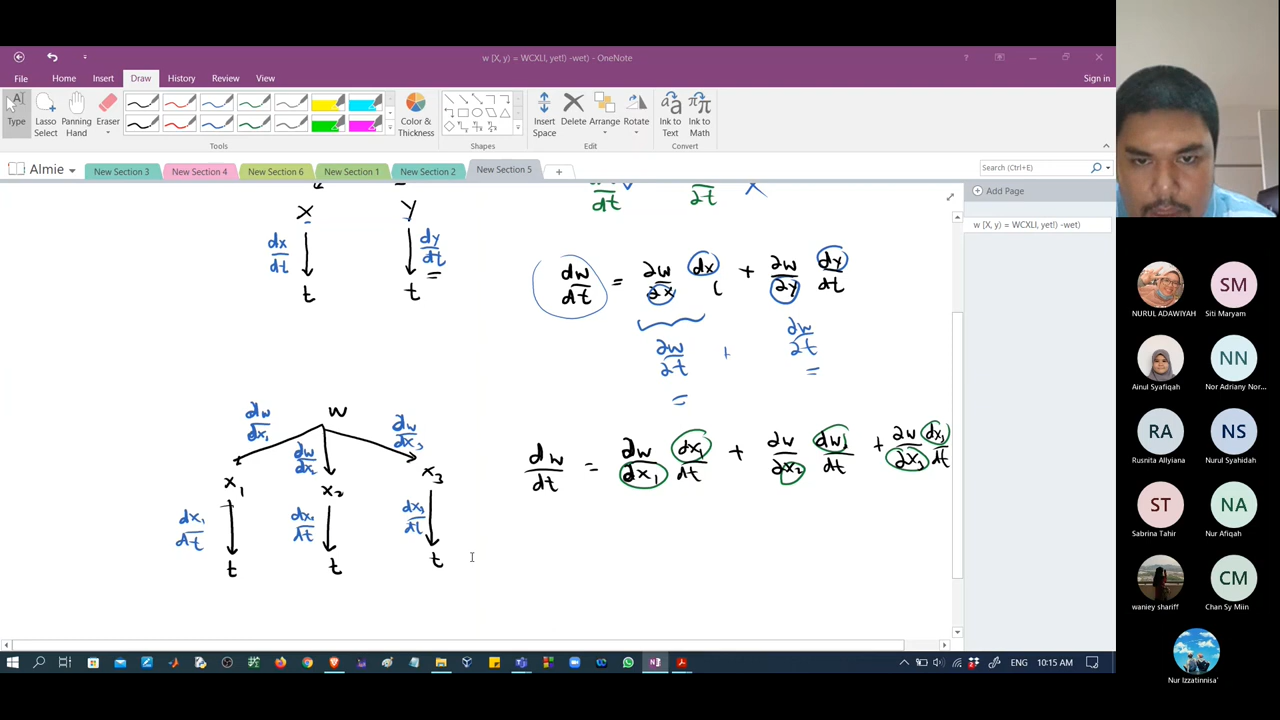 w [X, y) = WCXLI, yet!) -wet) – OneNote
File Home Insert Draw History Review View
Sign in
Type
Lasso Select
Panning Hand
Eraser
Color & Thickness
Insert Space
Delete
Arrange
Rotate
Ink to Text
Ink to Math
Tools Shapes Edit Convert
Almie
New Section 3 New Section 4 New Section 6 New Section 1 New Section 2 New Section 5
Search (Ctrl+E)
Add Page
w [X, y) = WCXLI, yet!) -wet)
dt ∂t X
X Y
dx/dt dy/dt
t t
dw/dt = ∂w/∂x dx/t + ∂w/∂y dy/dt
∂w/∂t + ∂w/∂t
= =
w
dw/dx₁ dw/dx₂ dw/dx₃
x₁ x₂ x₃
dx₁/dt dx₂/dt dx₃/dt
t t t
dw/dt = dw/dx₁ dx₁/dt + ∂w/∂x₂ dw/dt + ∂w/∂x₃ dx₃/dt
NURUL ADAWIYAH
SM
Siti Maryam
Ainul Syafiqah
NN
Nor Adriany Nor...
RA
Rusnita Allyiana
NS
Nurul Syahidah
ST
Sabrina Tahir
NA
Nur Afiqah
waniey shariff
CM
Chan Sy Miin
Nur Izzatinnisa'
ENG 10:15 AM